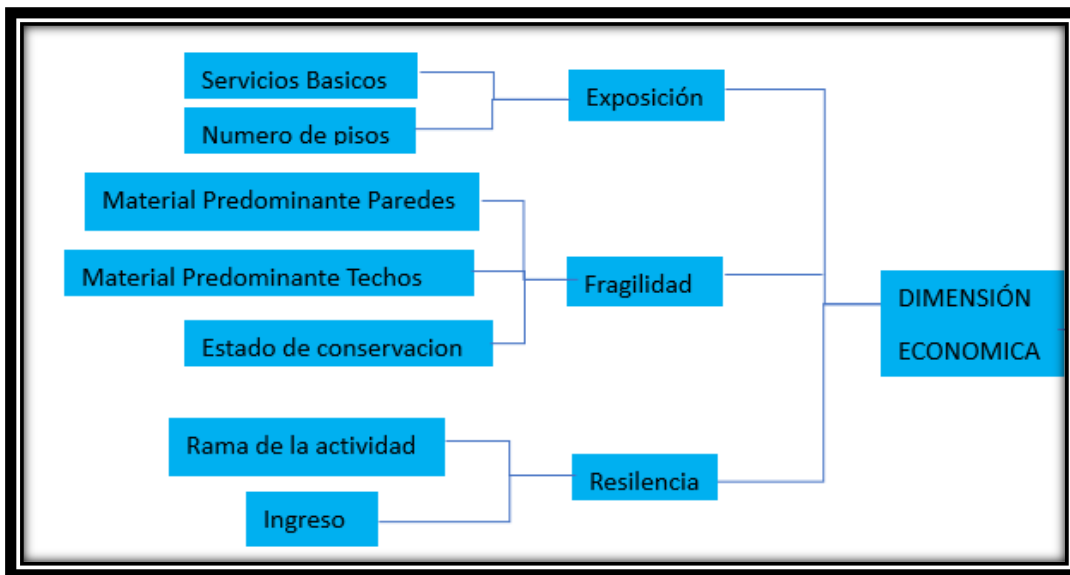 Servicios Basicos
Exposición
Numero de pisos
Material Predominante Paredes
Material Predominante Techos
Fragilidad
Estado de conservacion
DIMENSIÓN
ECONOMICA
Rama de la actividad
Resilencia
Ingreso